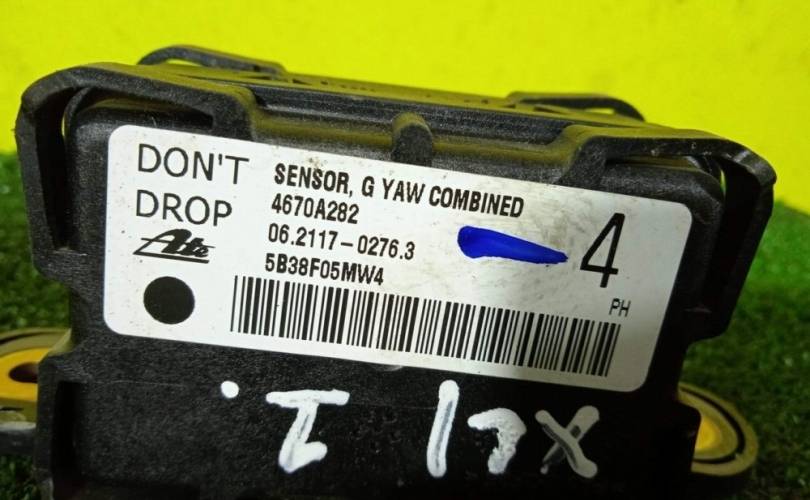 DON'T
DROP
Ate
SENSOR, G YAW COMBINED
4670A282
06.2117-0276.3
5B38F05MW4
4
PH